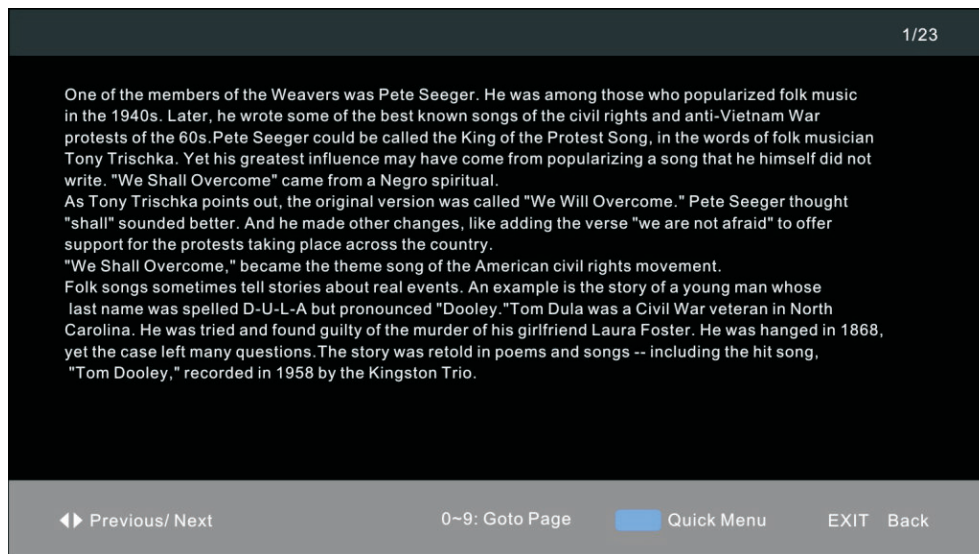 1/23
One of the members of the Weavers was Pete Seeger. He was among those who popularized folk music
in the 1940s. Later, he wrote some of the best known songs of the civil rights and anti-Vietnam War
protests of the 60s.Pete Seeger could be called the King of the Protest Song, in the words of folk musician
Tony Trischka. Yet his greatest influence may have come from popularizing a song that he himself did not
write. "We Shall Overcome" came from a Negro spiritual.
As Tony Trischka points out, the original version was called "We Will Overcome." Pete Seeger thought
"shall" sounded better. And he made other changes, like adding the verse "we are not afraid" to offer
support for the protests taking place across the country.
"We Shall Overcome," became the theme song of the American civil rights movement.
Folk songs sometimes tell stories about real events. An example is the story of a young man whose
last name was spelled D-U-L-A but pronounced "Dooley."Tom Dula was a Civil War veteran in North
Carolina. He was tried and found guilty of the murder of his girlfriend Laura Foster. He was hanged in 1868,
yet the case left many questions.The story was retold in poems and songs -- including the hit song,
"Tom Dooley," recorded in 1958 by the Kingston Trio.
Previous/ Next 0~9: Goto Page Quick Menu EXIT Back